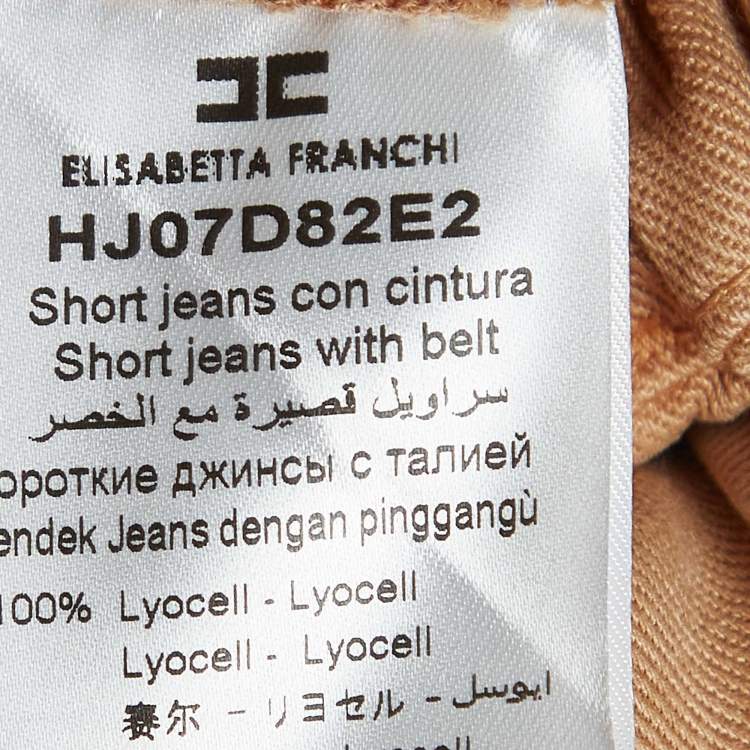 ELISABETTA FRANCHI
HJ07D82E2
Short jeans con cintura
Short jeans with belt
سراويل قصيرة مع الخصر
ороткие джинсы с талией
endek Jeans dengan pinggangù
100% Lyocell - Lyocell
Lyocell - Lyocell
赛尔 - リヨセル - ايوسل